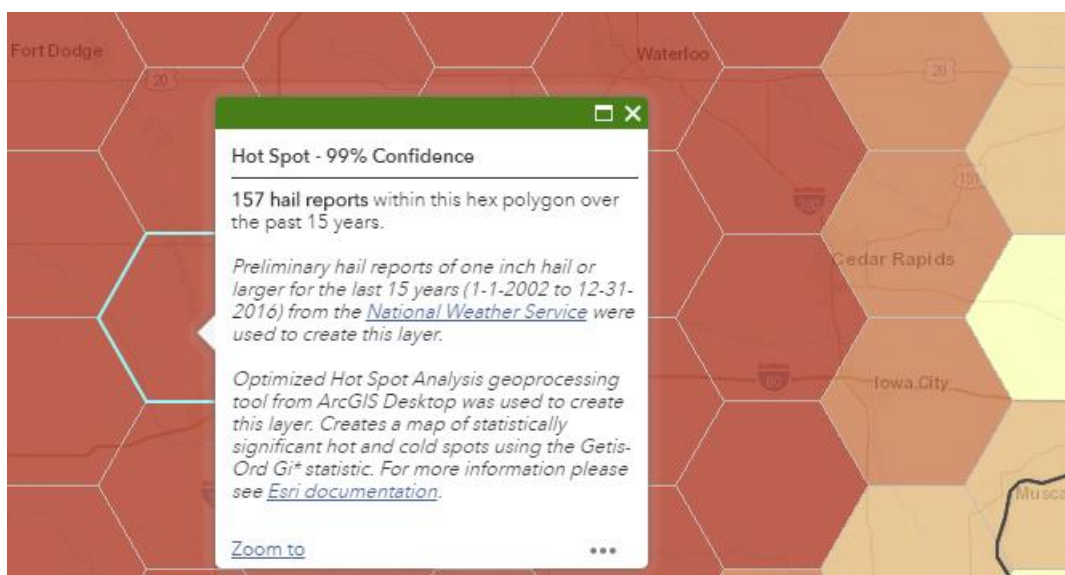 Fort Dodge
Waterloo
20
20
Hot Spot - 99% Confidence
157 hail reports within this hex polygon over
the past 15 years.
151
380
Preliminary hail reports of one inch hail or
larger for the last 15 years (1-1-2002 to 12-31-
2016) from the National Weather Service were
used to create this layer.
Cedar Rapids
Optimized Hot Spot Analysis geoprocessing
tool from ArcGIS Desktop was used to create
this layer. Creates a map of statistically
significant hot and cold spots using the Getis-
Ord Gi* statistic. For more information please
see Esri documentation.
80
Iowa City
Musca
Zoom to